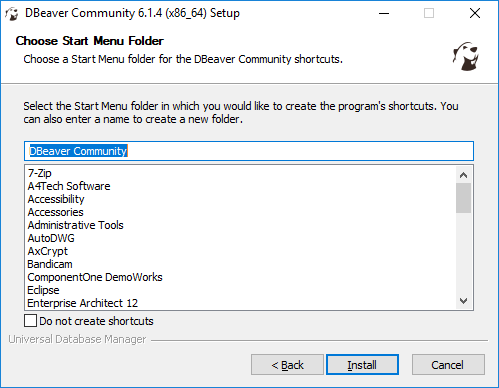 DBeaver Community 6.1.4 (x86_64) Setup
Choose Start Menu Folder
Choose a Start Menu folder for the DBeaver Community shortcuts.
Select the Start Menu folder in which you would like to create the program's shortcuts. You
can also enter a name to create a new folder.
DBeaver Community
7-Zip
A4Tech Software
Accessibility
Accessories
Administrative Tools
AutoDWG
AxCrypt
Bandicam
ComponentOne DemoWorks
Eclipse
Enterprise Architect 12
Do not create shortcuts
Universal Database Manager
< Back Install Cancel